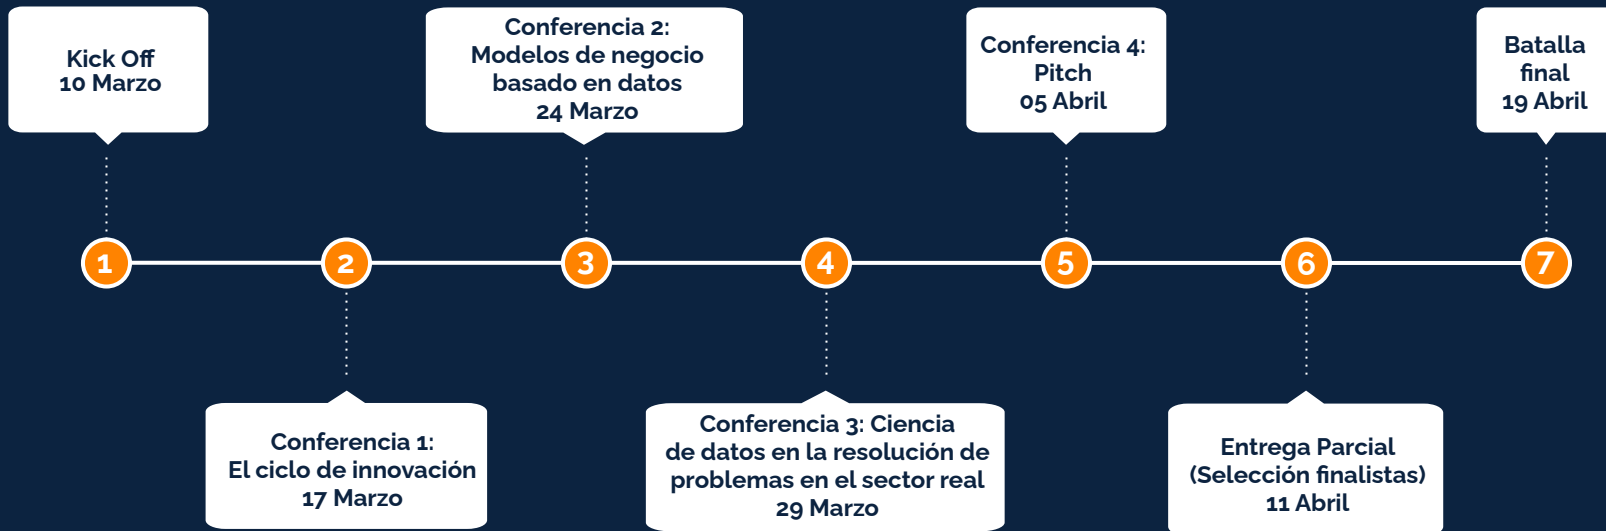 Kick Off
10 Marzo
Conferencia 2:
Modelos de negocio
basado en datos
24 Marzo
Conferencia 4:
Pitch
05 Abril
Batalla
final
19 Abril
1
2
3
4
5
6
7
Conferencia 1:
El ciclo de innovación
17 Marzo
Conferencia 3: Ciencia
de datos en la resolución de
problemas en el sector real
29 Marzo
Entrega Parcial
(Selección finalistas)
11 Abril